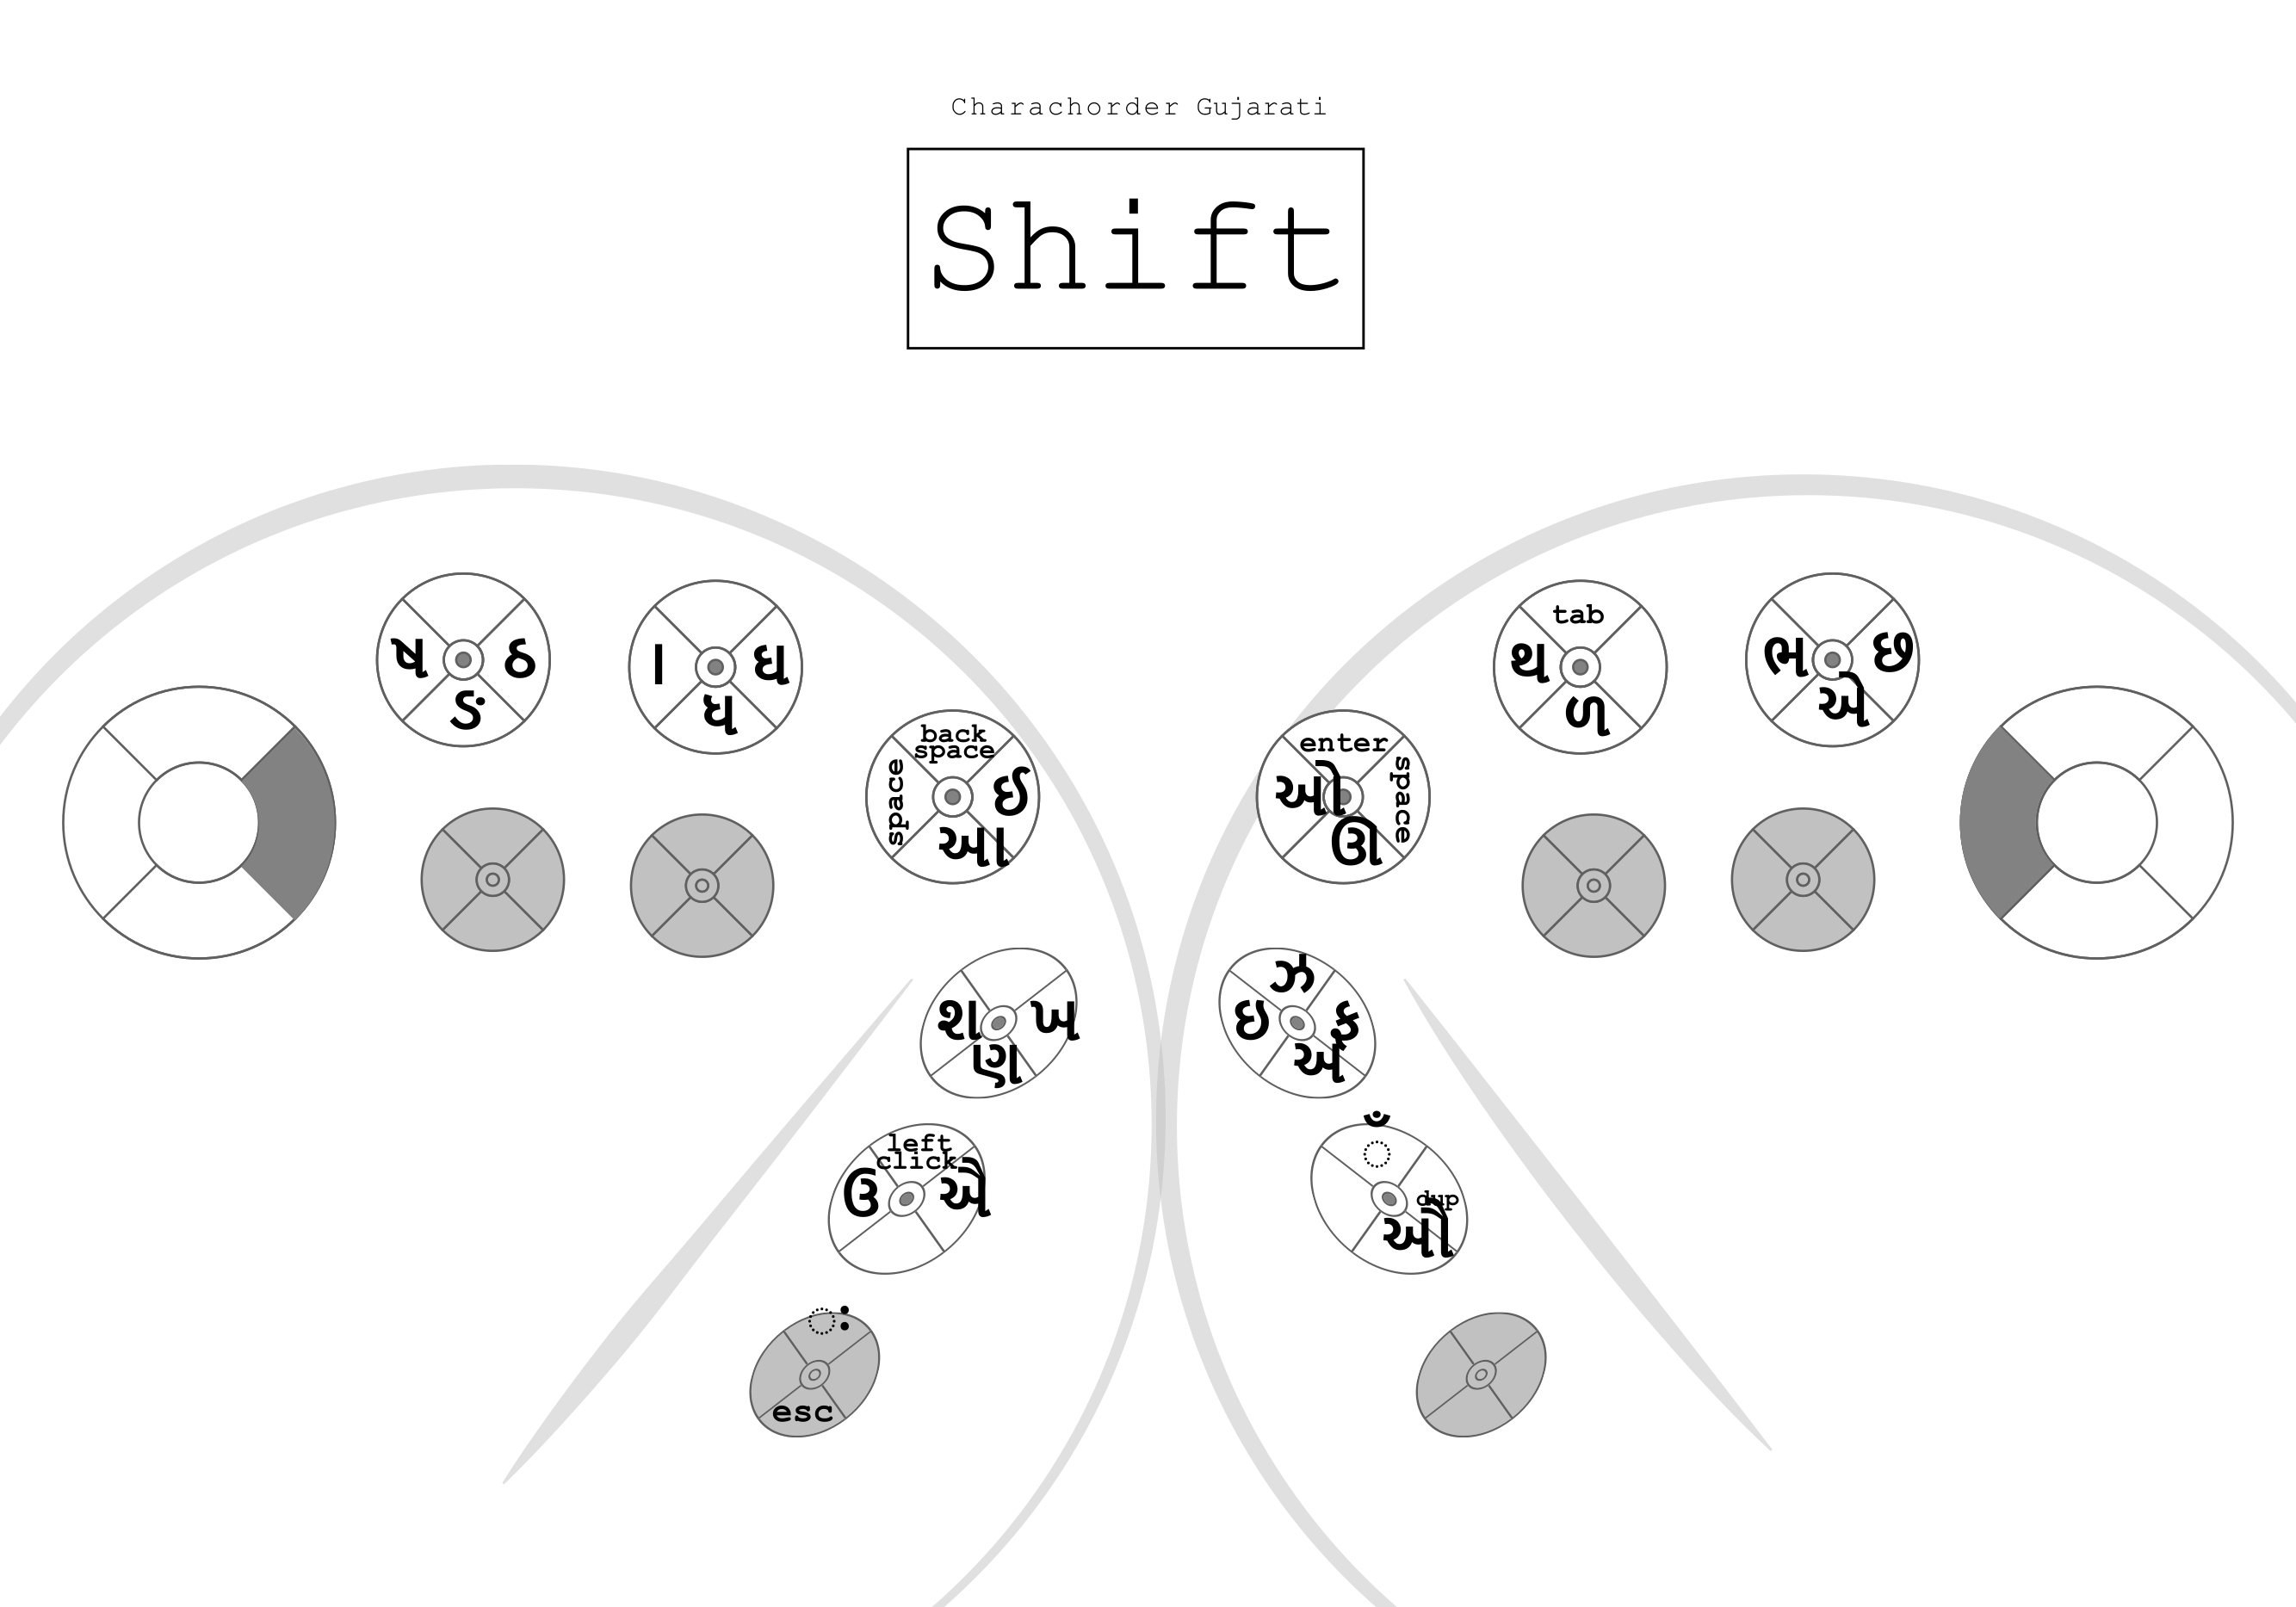 Charachorder Gujarati
Shift
ષ
ઠ
ઙ
।
ઘ
ધ
back
space
space
ઈ
આ
શ
ખ
ણ
left
click
ઉ
ઐ
ઃ
esc
tab
થ
ળ
ભ
છ
એ
enter
ઓ
space
ઊ
ઝ
ઇ
ફ
ઍ
ઁ
dup
ઔ